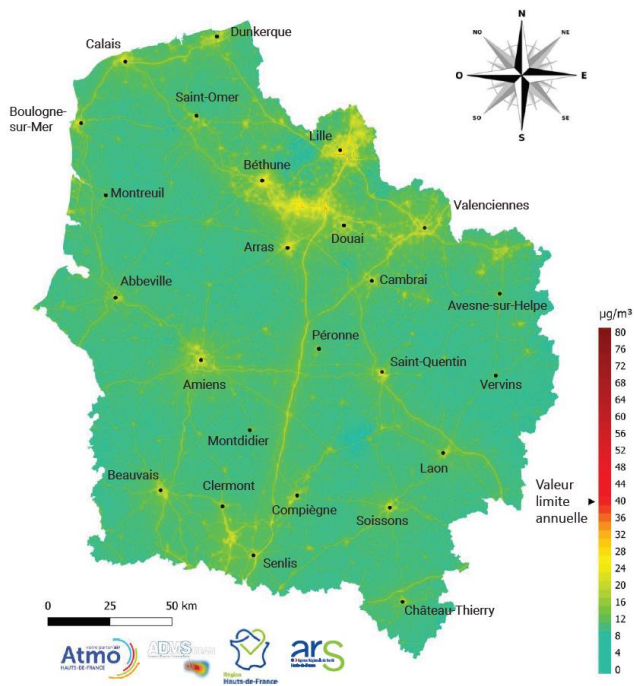 Dunkerque
Calais
Saint-Omer
Boulogne-
sur-Mer
Lille
Béthune
Montreuil
Valenciennes
Douai
Arras
Cambrai
Abbeville
Avesne-sur-Helpe
Péronne
Saint-Quentin
Amiens
Vervins
Montdidier
Laon
Beauvais
Clermont
Compiègne
Soissons
Senlis
Château-Thierry
N
NO
NE
O
E
SO
SE
S
µg/m³
80
76
72
68
64
60
56
52
48
44
40
36
32
28
24
20
16
12
8
4
0
Valeur
limite
annuelle
0 25 50 km
Atmo
HAUTS-DE-FRANCE
ADMS
Région
Hauts-de-France
ars